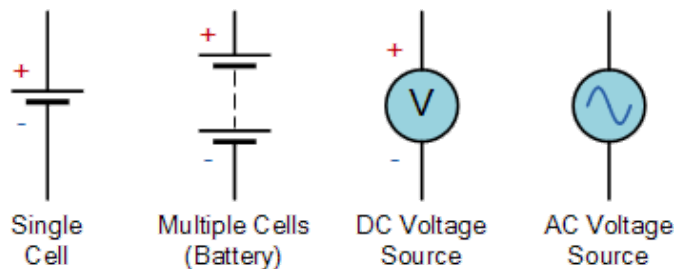 +
-
Single
Cell
+
-
Multiple Cells
(Battery)
+
V
-
DC Voltage
Source
AC Voltage
Source